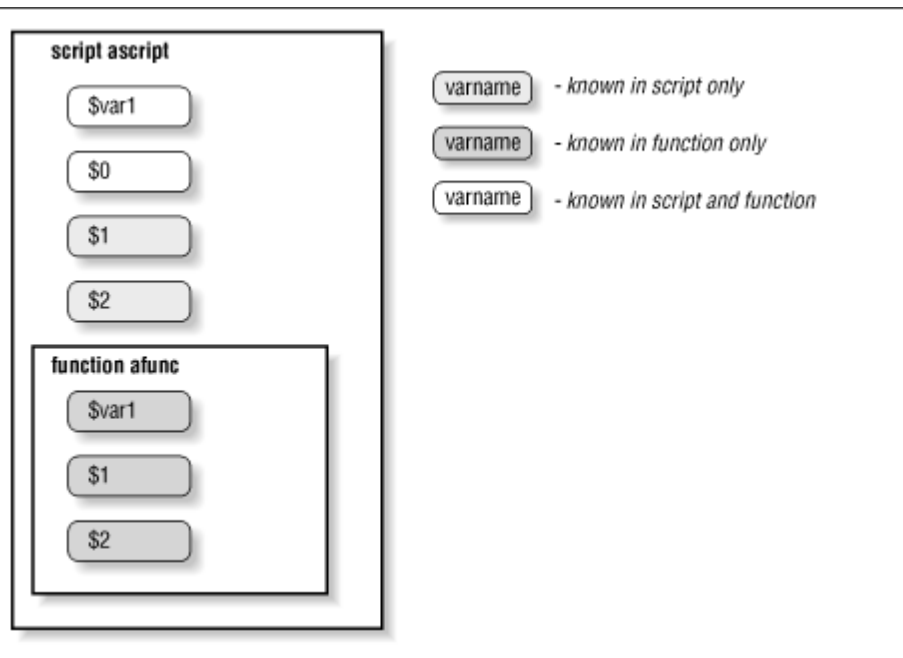 script ascript
$var1
$0
$1
$2
function afunc
$var1
$1
$2
varname - known in script only
varname - known in function only
varname - known in script and function